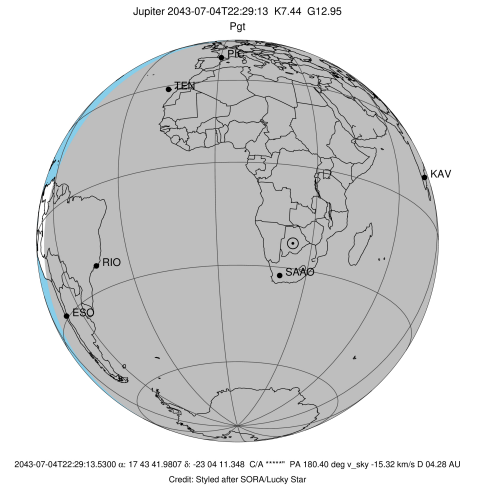 Jupiter 2043-07-04T22:29:13 K7.44 G12.95
Pgt
PIC
TEN
KAV
RIO
SAAO
ESO
2043-07-04T22:29:13.5300 α: 17 43 41.9807 δ: -23 04 11.348 C/A *****" PA 180.40 deg v_sky -15.32 km/s D 04.28 AU
Credit: Styled after SORA/Lucky Star